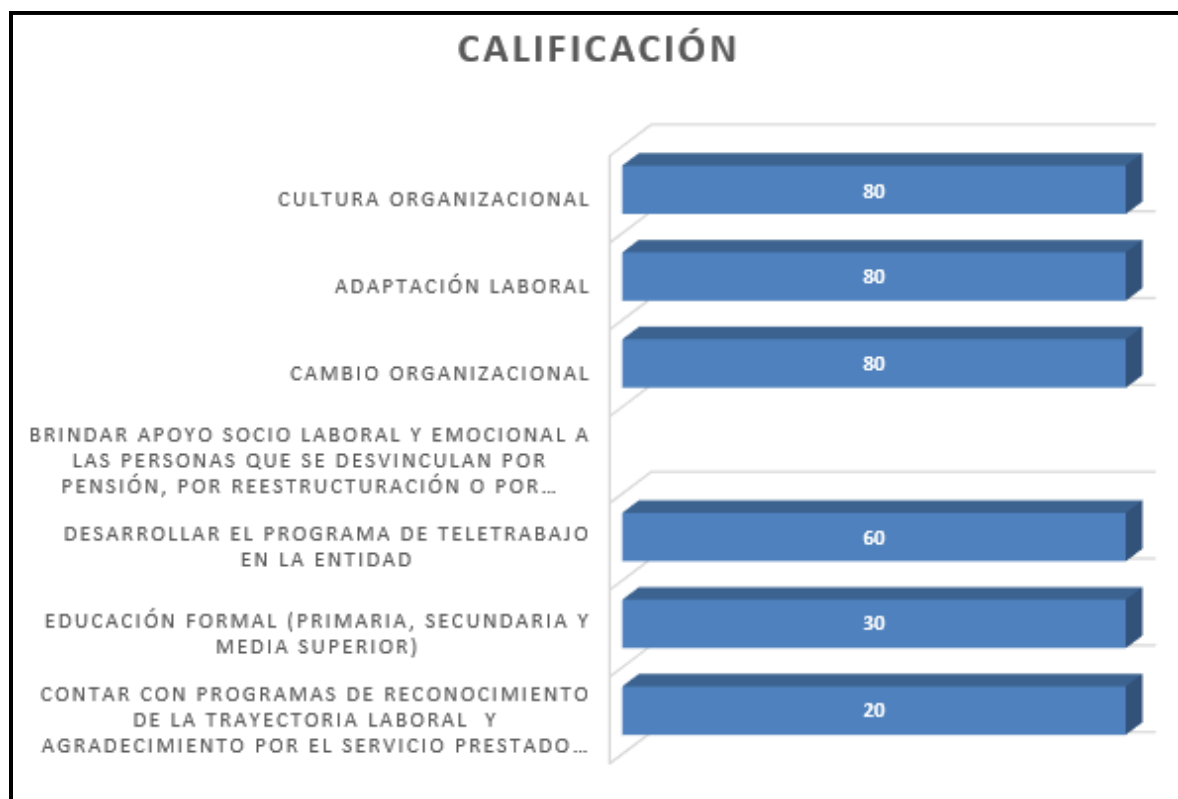 CALIFICACIÓN
CULTURA ORGANIZACIONAL
80
ADAPTACIÓN LABORAL
80
CAMBIO ORGANIZACIONAL
80
BRINDAR APOYO SOCIO LABORAL Y EMOCIONAL A
LAS PERSONAS QUE SE DESVINCULAN POR
PENSIÓN, POR REESTRUCTURACIÓN O POR…
DESARROLLAR EL PROGRAMA DE TELETRABAJO
EN LA ENTIDAD
60
EDUCACIÓN FORMAL (PRIMARIA, SECUNDARIA Y
MEDIA SUPERIOR)
30
CONTAR CON PROGRAMAS DE RECONOCIMIENTO
DE LA TRAYECTORIA LABORAL Y
AGRADECIMIENTO POR EL SERVICIO PRESTADO…
20